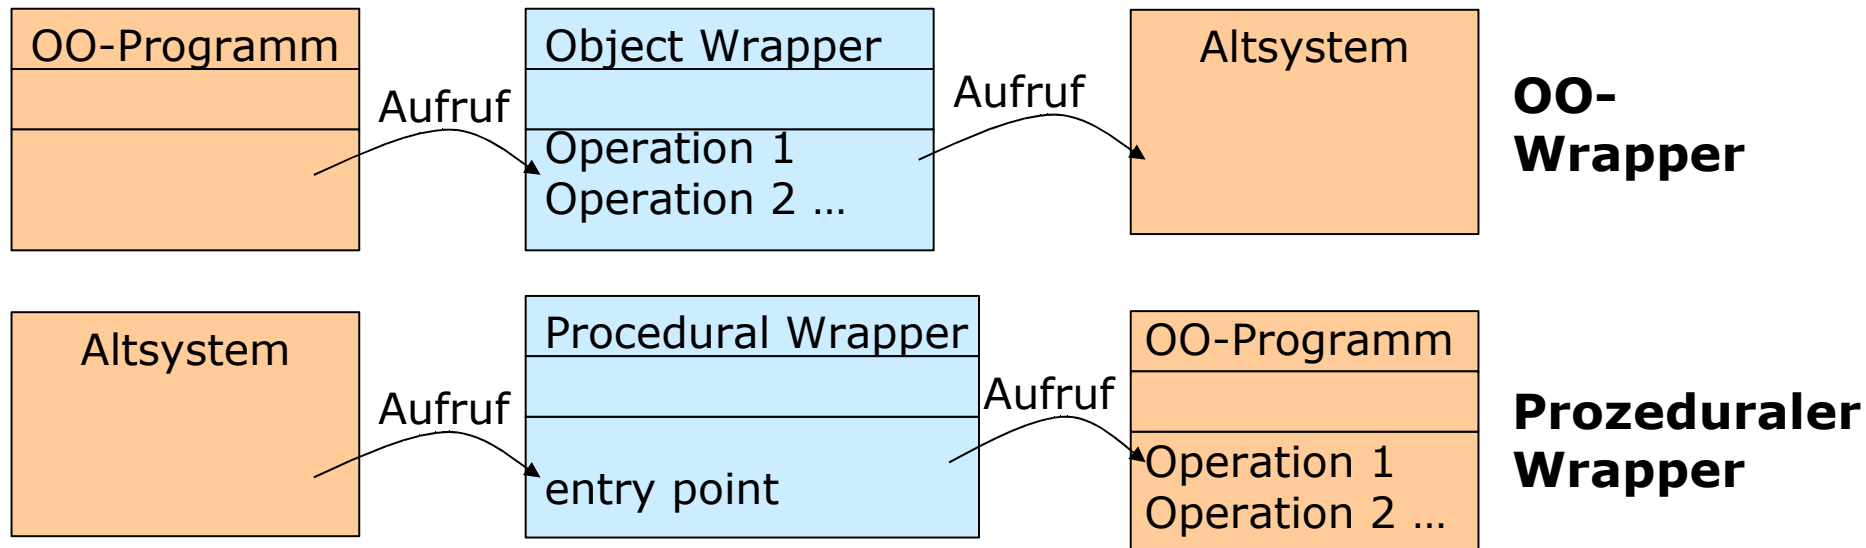 OO-Programm
Aufruf
Object Wrapper
Operation 1
Operation 2 ...
Aufruf
Altsystem
OO-
Wrapper
Altsystem
Aufruf
Procedural Wrapper
entry point
Aufruf
OO-Programm
Operation 1
Operation 2 ...
Prozeduraler
Wrapper